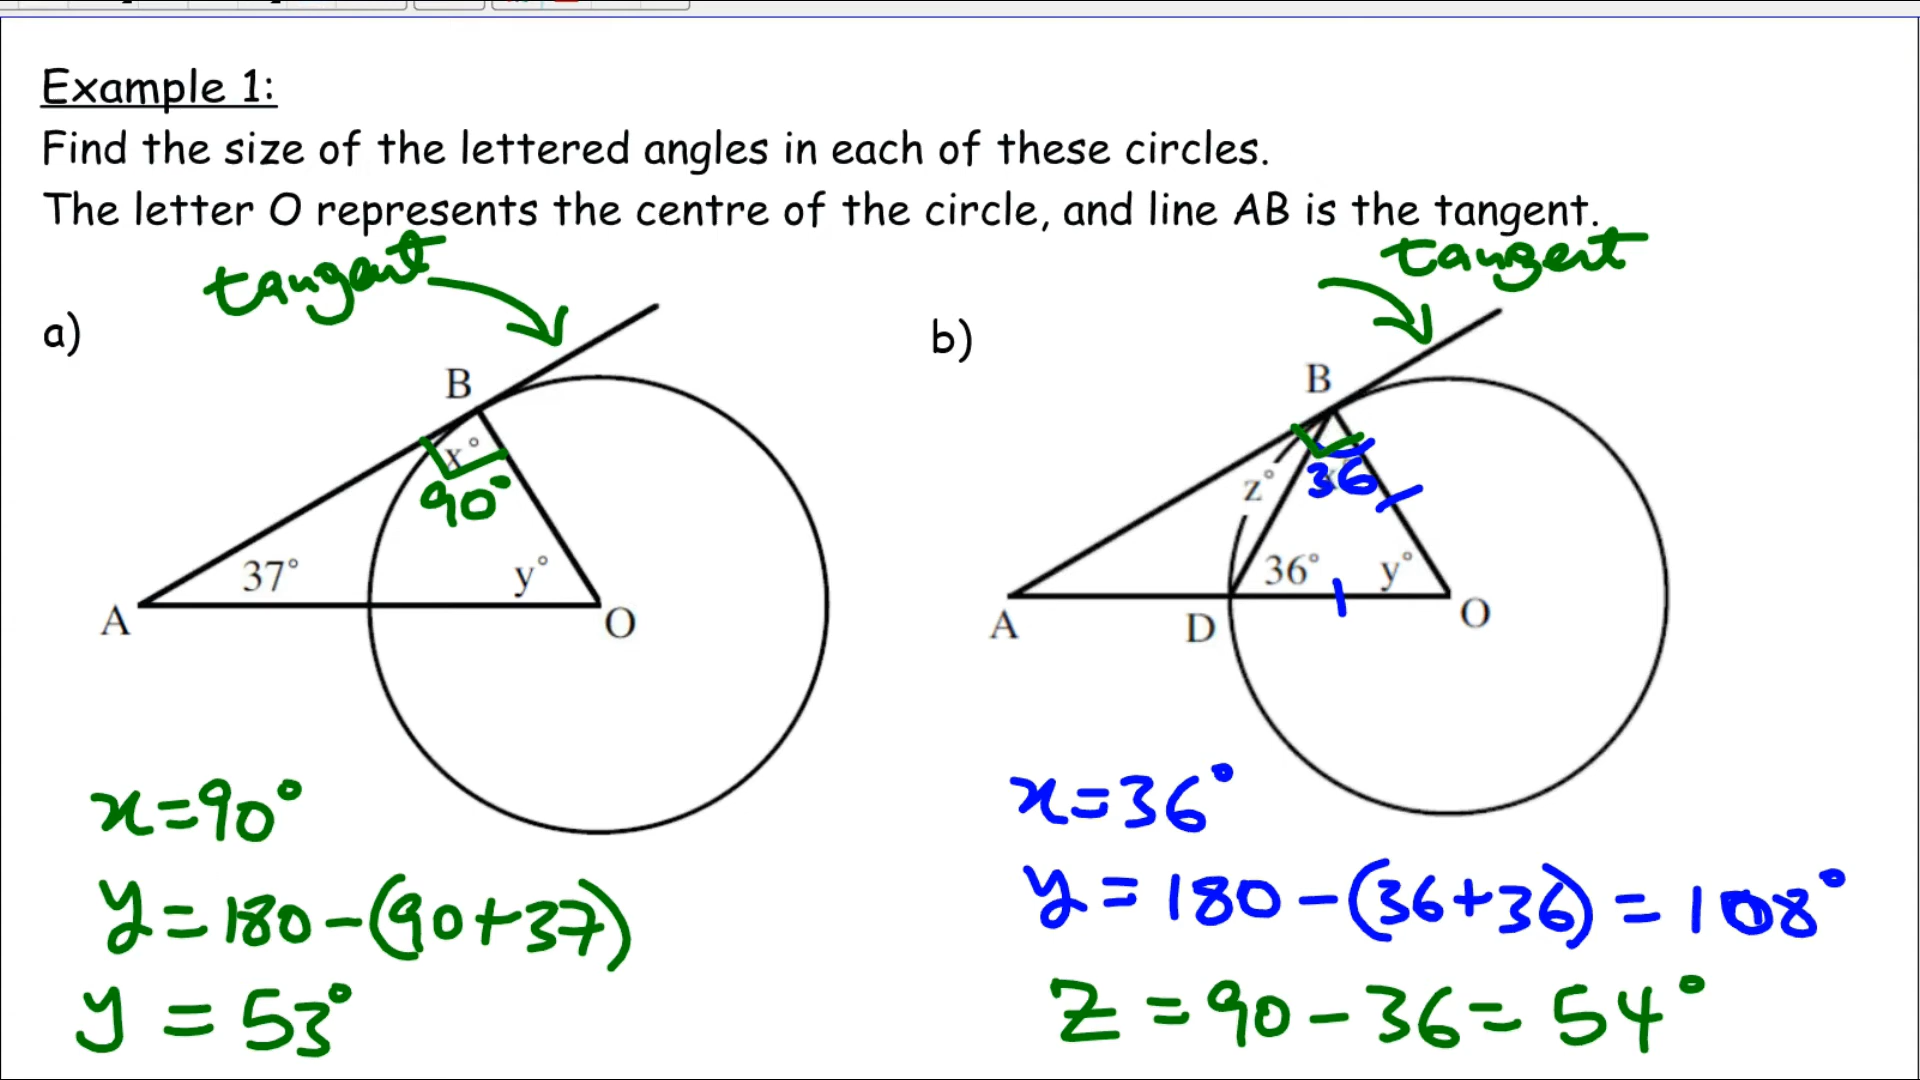 Example 1:
Find the size of the lettered angles in each of these circles.
The letter O represents the centre of the circle, and line AB is the tangent.
tangent
a)
B
x°
90°
37°
y°
A
O
x=90°
y=180-(90+37)
y = 53°
tangent
b)
B
z°
36
36°
y°
A
D
O
x=36°
y = 180-(36+36) = 108°
z = 90-36= 54°